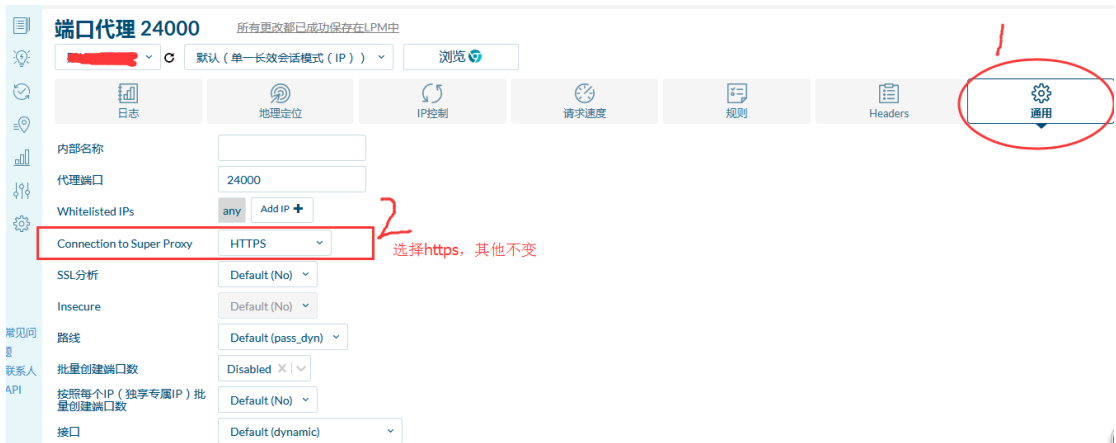 端口代理 24000
所有更改都已成功保存在LPM中
默认（单一长效会话模式（IP））
浏览
1
日志
地理定位
IP控制
请求速度
规则
Headers
通用
内部名称
代理端口
24000
Whitelisted IPs
any
Add IP +
2
Connection to Super Proxy
HTTPS
选择https，其他不变
SSL分析
Default (No)
Insecure
Default (No)
路线
Default (pass_dyn)
批量创建端口数
Disabled
按照每个IP（独享专属IP）批
量创建端口数
Default (No)
接口
Default (dynamic)
常见问
题
联系人
API